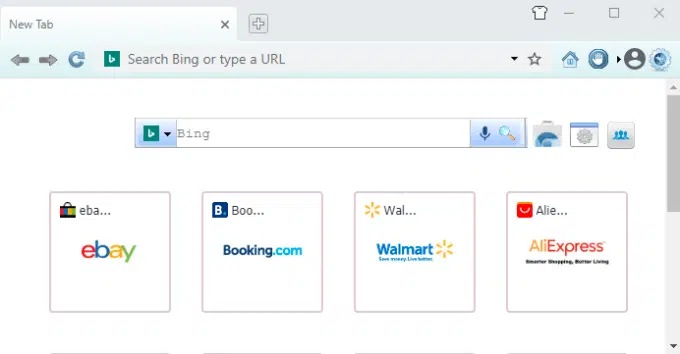 New Tab
Search Bing or type a URL
Bing
eba...
Boo...
Wal...
Alie...
ebay
Booking.com
Walmart
AliExpress
Save money. Live better.
Smarter Shopping, Better Living